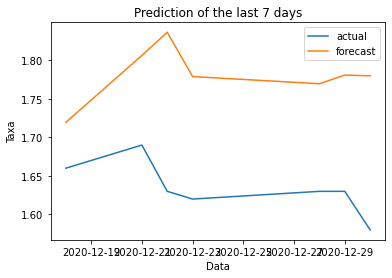 Prediction of the last 7 days
actual
forecast
1.80
1.75
1.70
1.65
1.60
Taxa
2020-12-19 2020-12-21 2020-12-23 2020-12-25 2020-12-27 2020-12-29
Data